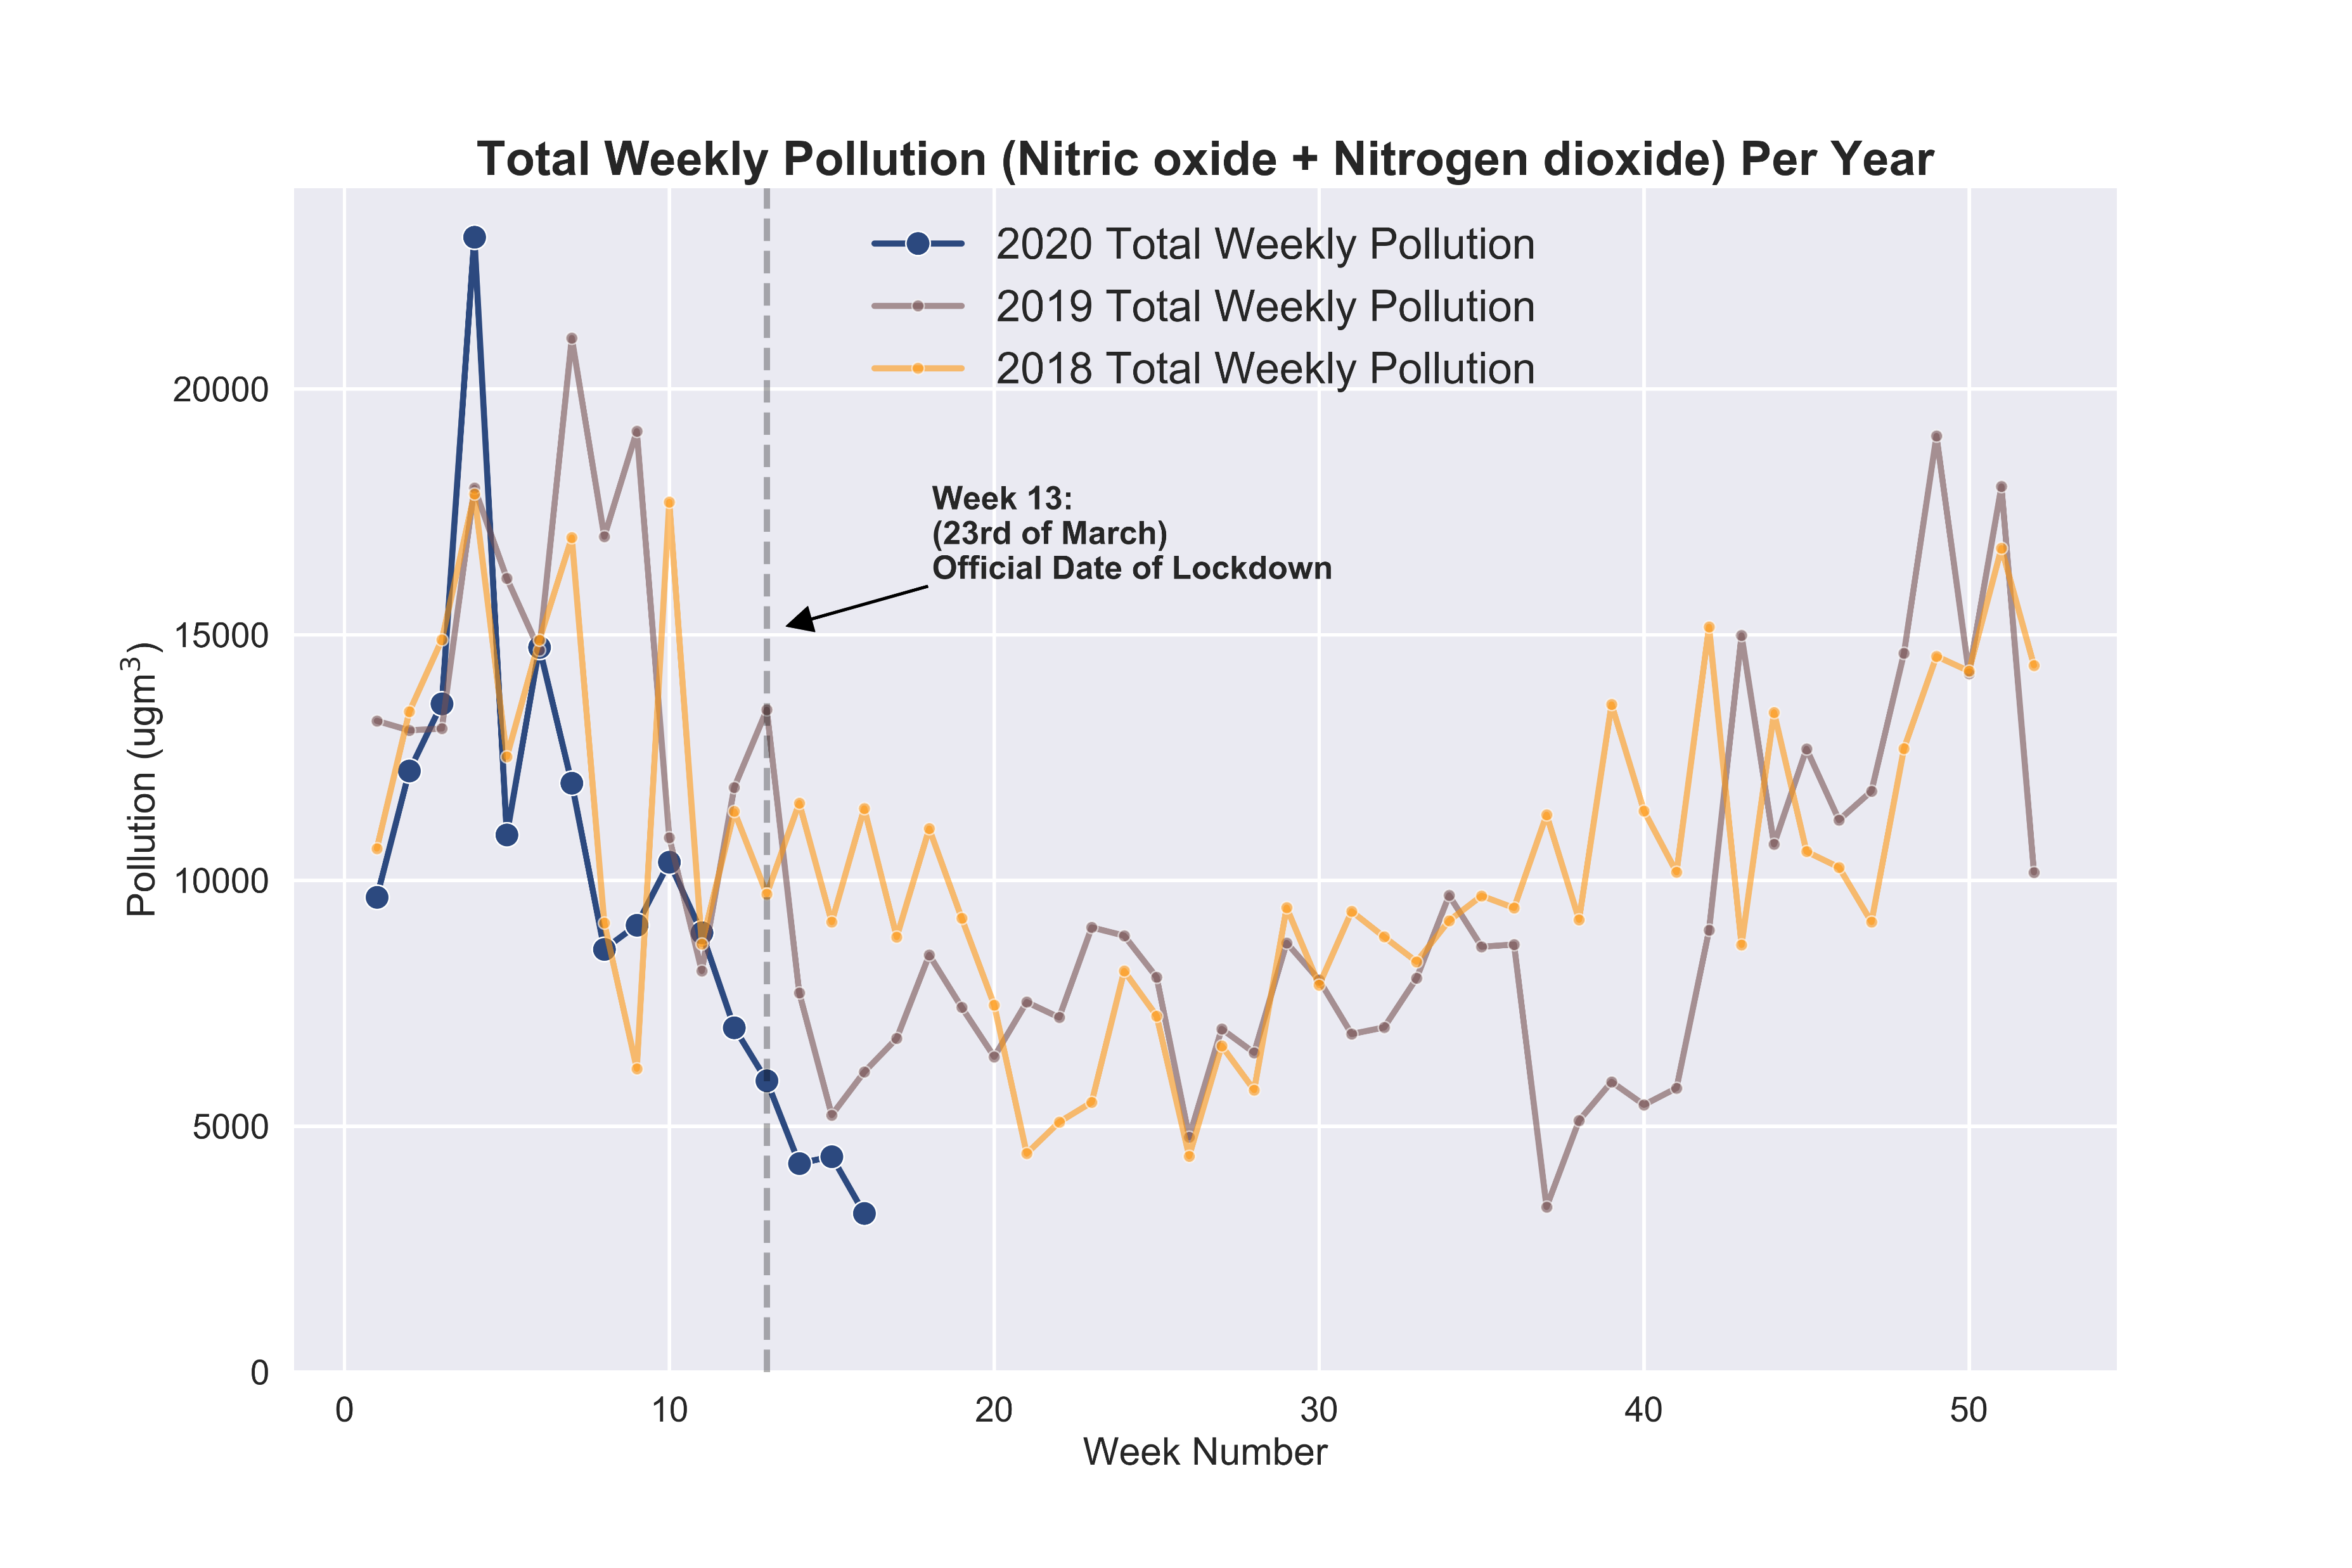 Total Weekly Pollution (Nitric oxide + Nitrogen dioxide) Per Year
2020 Total Weekly Pollution
2019 Total Weekly Pollution
2018 Total Weekly Pollution
Week 13:
(23rd of March)
Official Date of Lockdown
Pollution (ugm³)
20000
15000
10000
5000
0
0 10 20 30 40 50
Week Number